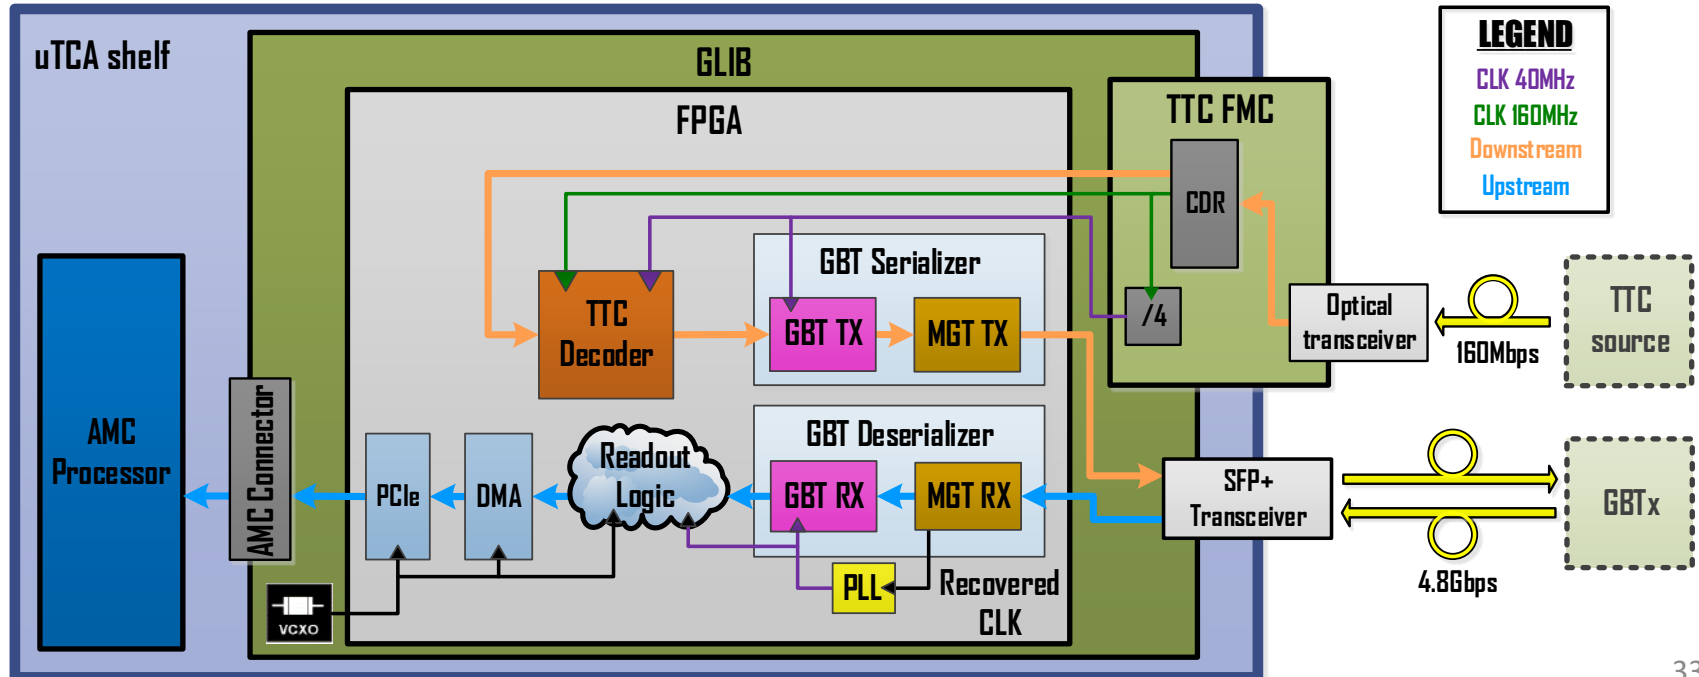 uTCA shelf
GLIB
FPGA
TTC FMC
LEGEND
CLK 40MHz
CLK 160MHz
Downstream
Upstream
CDR
/4
GBT Serializer
TTC
Decoder
GBT TX
MGT TX
Optical
transceiver
160Mbps
TTC
source
AMC
Processor
AMC Connector
PCIe
DMA
Readout
Logic
GBT Deserializer
GBT RX
MGT RX
SFP+
Transceiver
GBTx
4.8Gbps
PLL
Recovered
CLK
VCXO
33